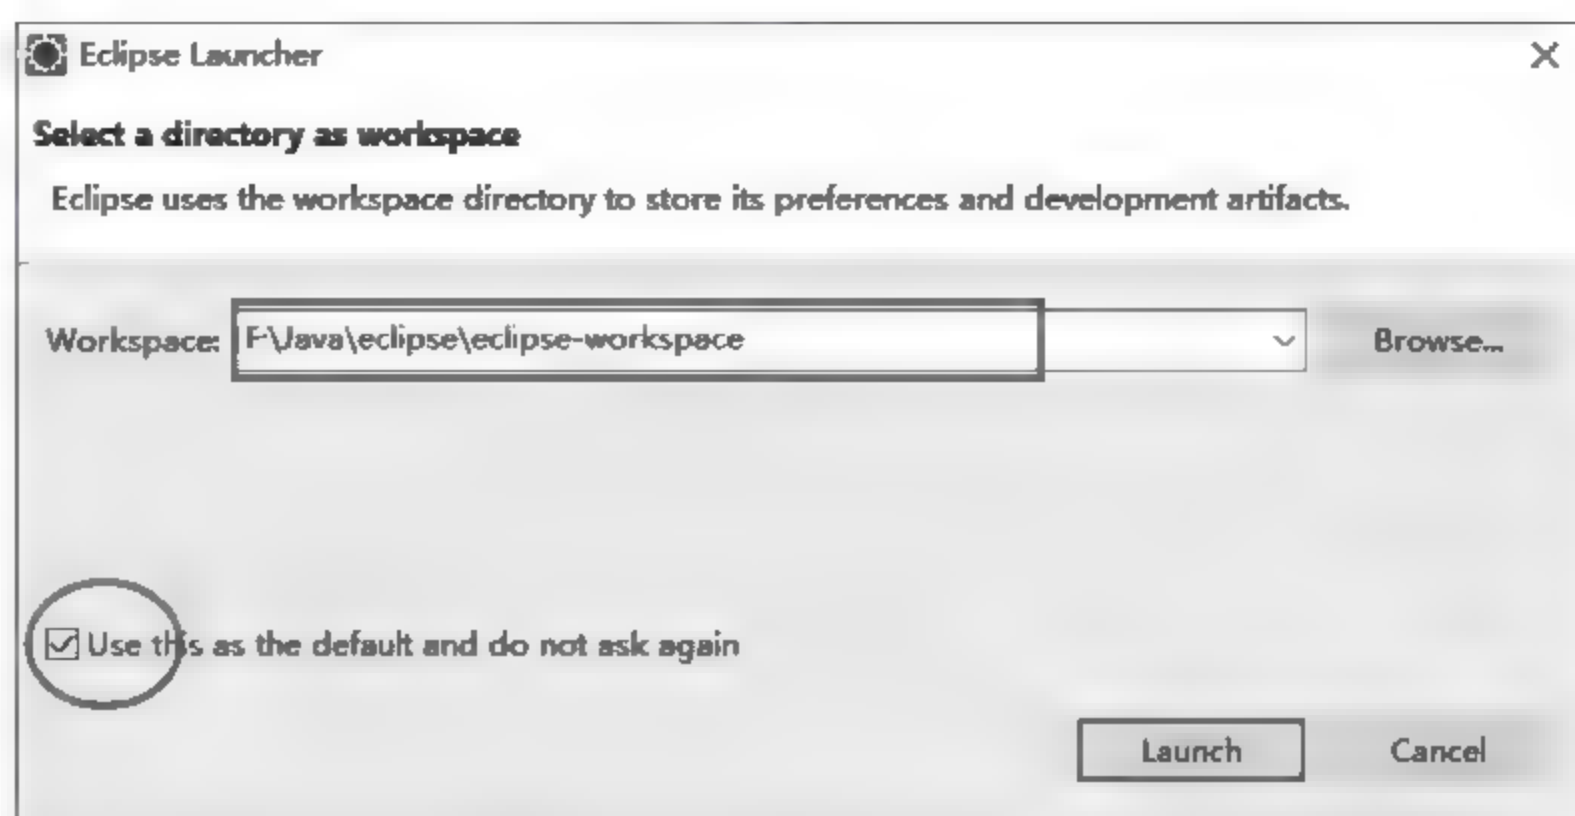 Eclipse Launcher
Select a directory as workspace
Eclipse uses the workspace directory to store its preferences and development artifacts.
Workspace: F:\Java\eclipse\eclipse-workspace Browse...
Use this as the default and do not ask again
Launch Cancel